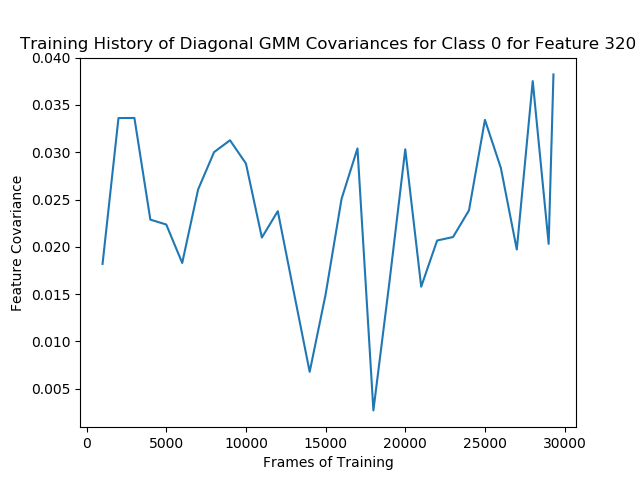 Training History of Diagonal GMM Covariances for Class 0 for Feature 320
0.040
0.035
0.030
0.025
0.020
0.015
0.010
0.005
Feature Covariance
0 5000 10000 15000 20000 25000 30000
Frames of Training